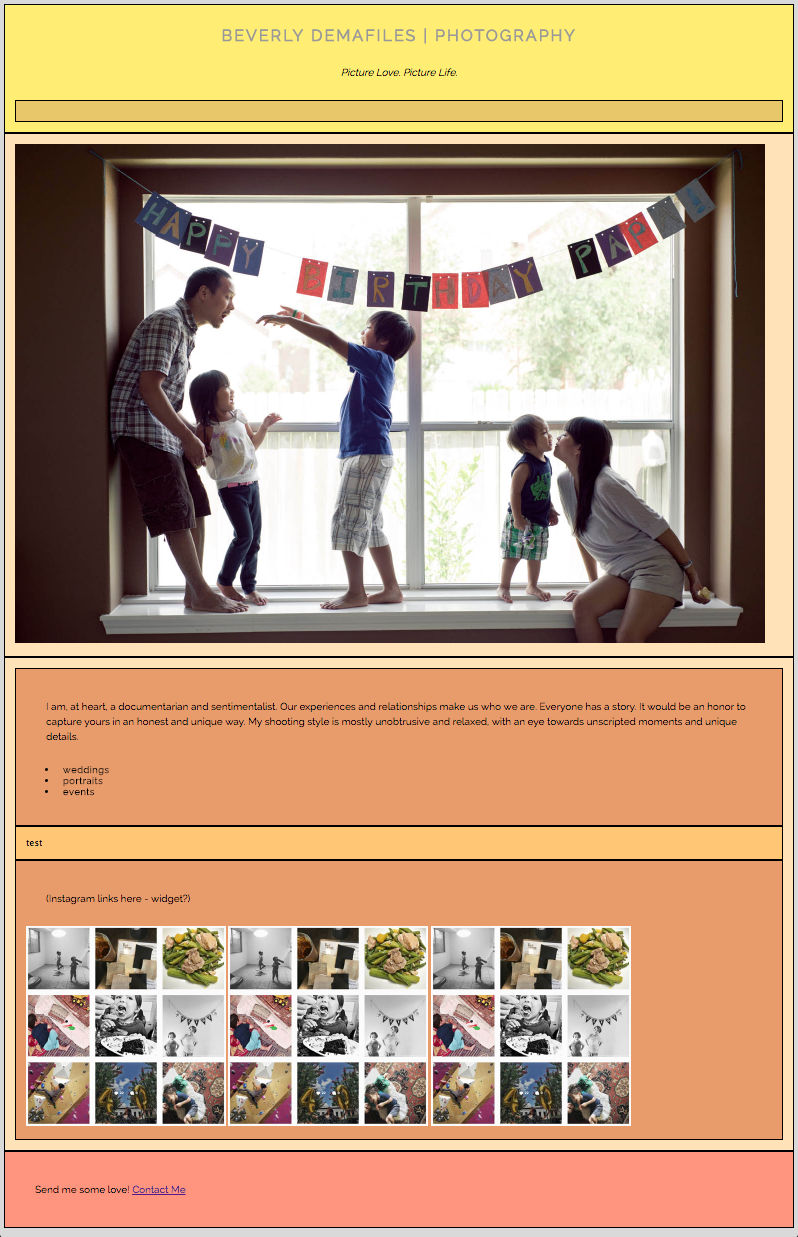 BEVERLY DEMAFILES | PHOTOGRAPHY
Picture Love. Picture Life.
HAPPY BIRTHDAY
I am, at heart, a documentarian and sentimentalist. Our experiences and relationships make us who we are. Everyone has a story. It would be an honor to
capture yours in an honest and unique way. My shooting style is mostly unobtrusive and relaxed, with an eye towards unscripted moments and unique
details.
weddings
portraits
events
test
(Instagram links here - widget?)
Send me some love! Contact Me